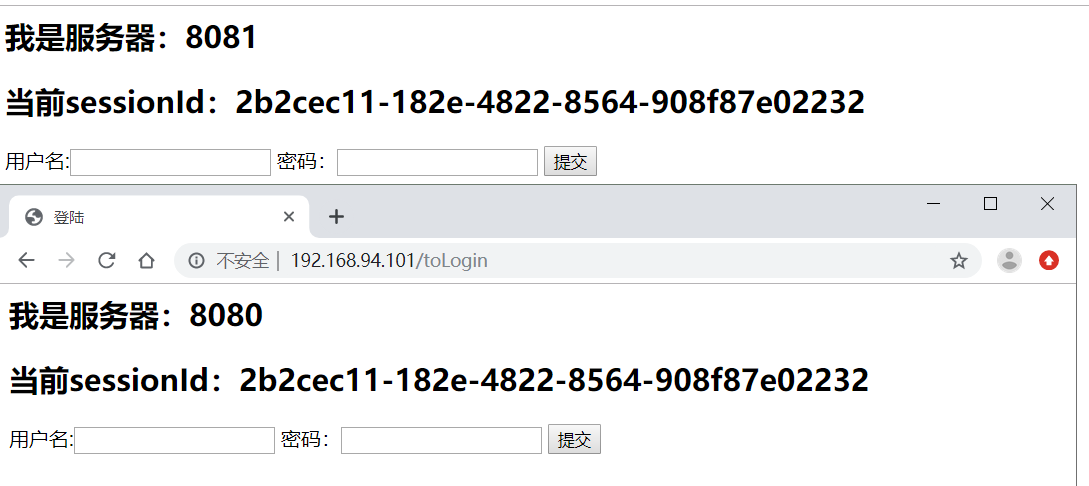 我是服务器：8081
当前sessionId：2b2cec11-182e-4822-8564-908f87e02232
用户名: 密码： 提交
登陆
不安全 | 192.168.94.101/toLogin
我是服务器：8080
当前sessionId：2b2cec11-182e-4822-8564-908f87e02232
用户名: 密码： 提交